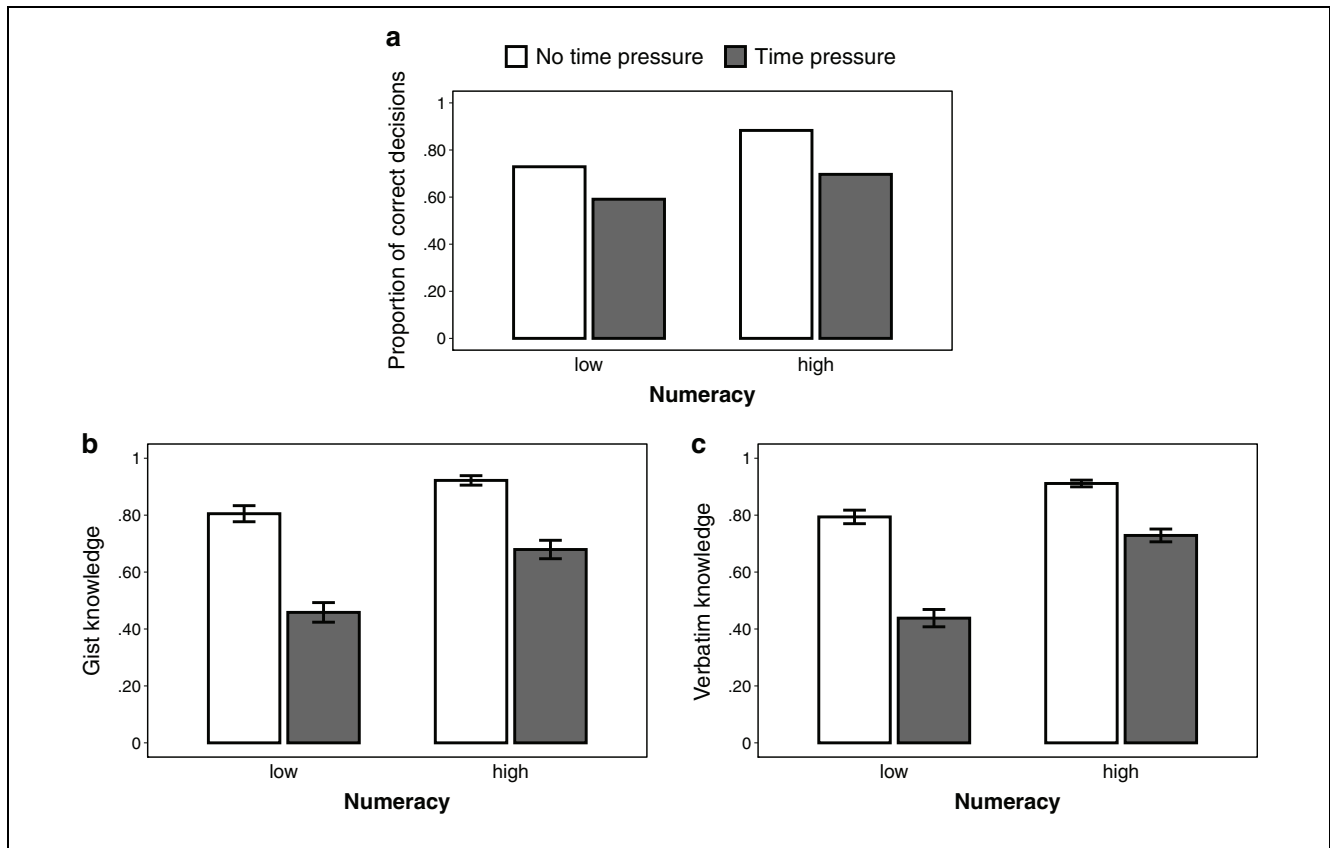 a
No time pressure Time pressure
Proportion of correct decisions
1
.80
.60
.40
.20
0
low high
Numeracy
b
Gist knowledge
1
.80
.60
.40
.20
0
low high
Numeracy
c
Verbatim knowledge
1
.80
.60
.40
.20
0
low high
Numeracy